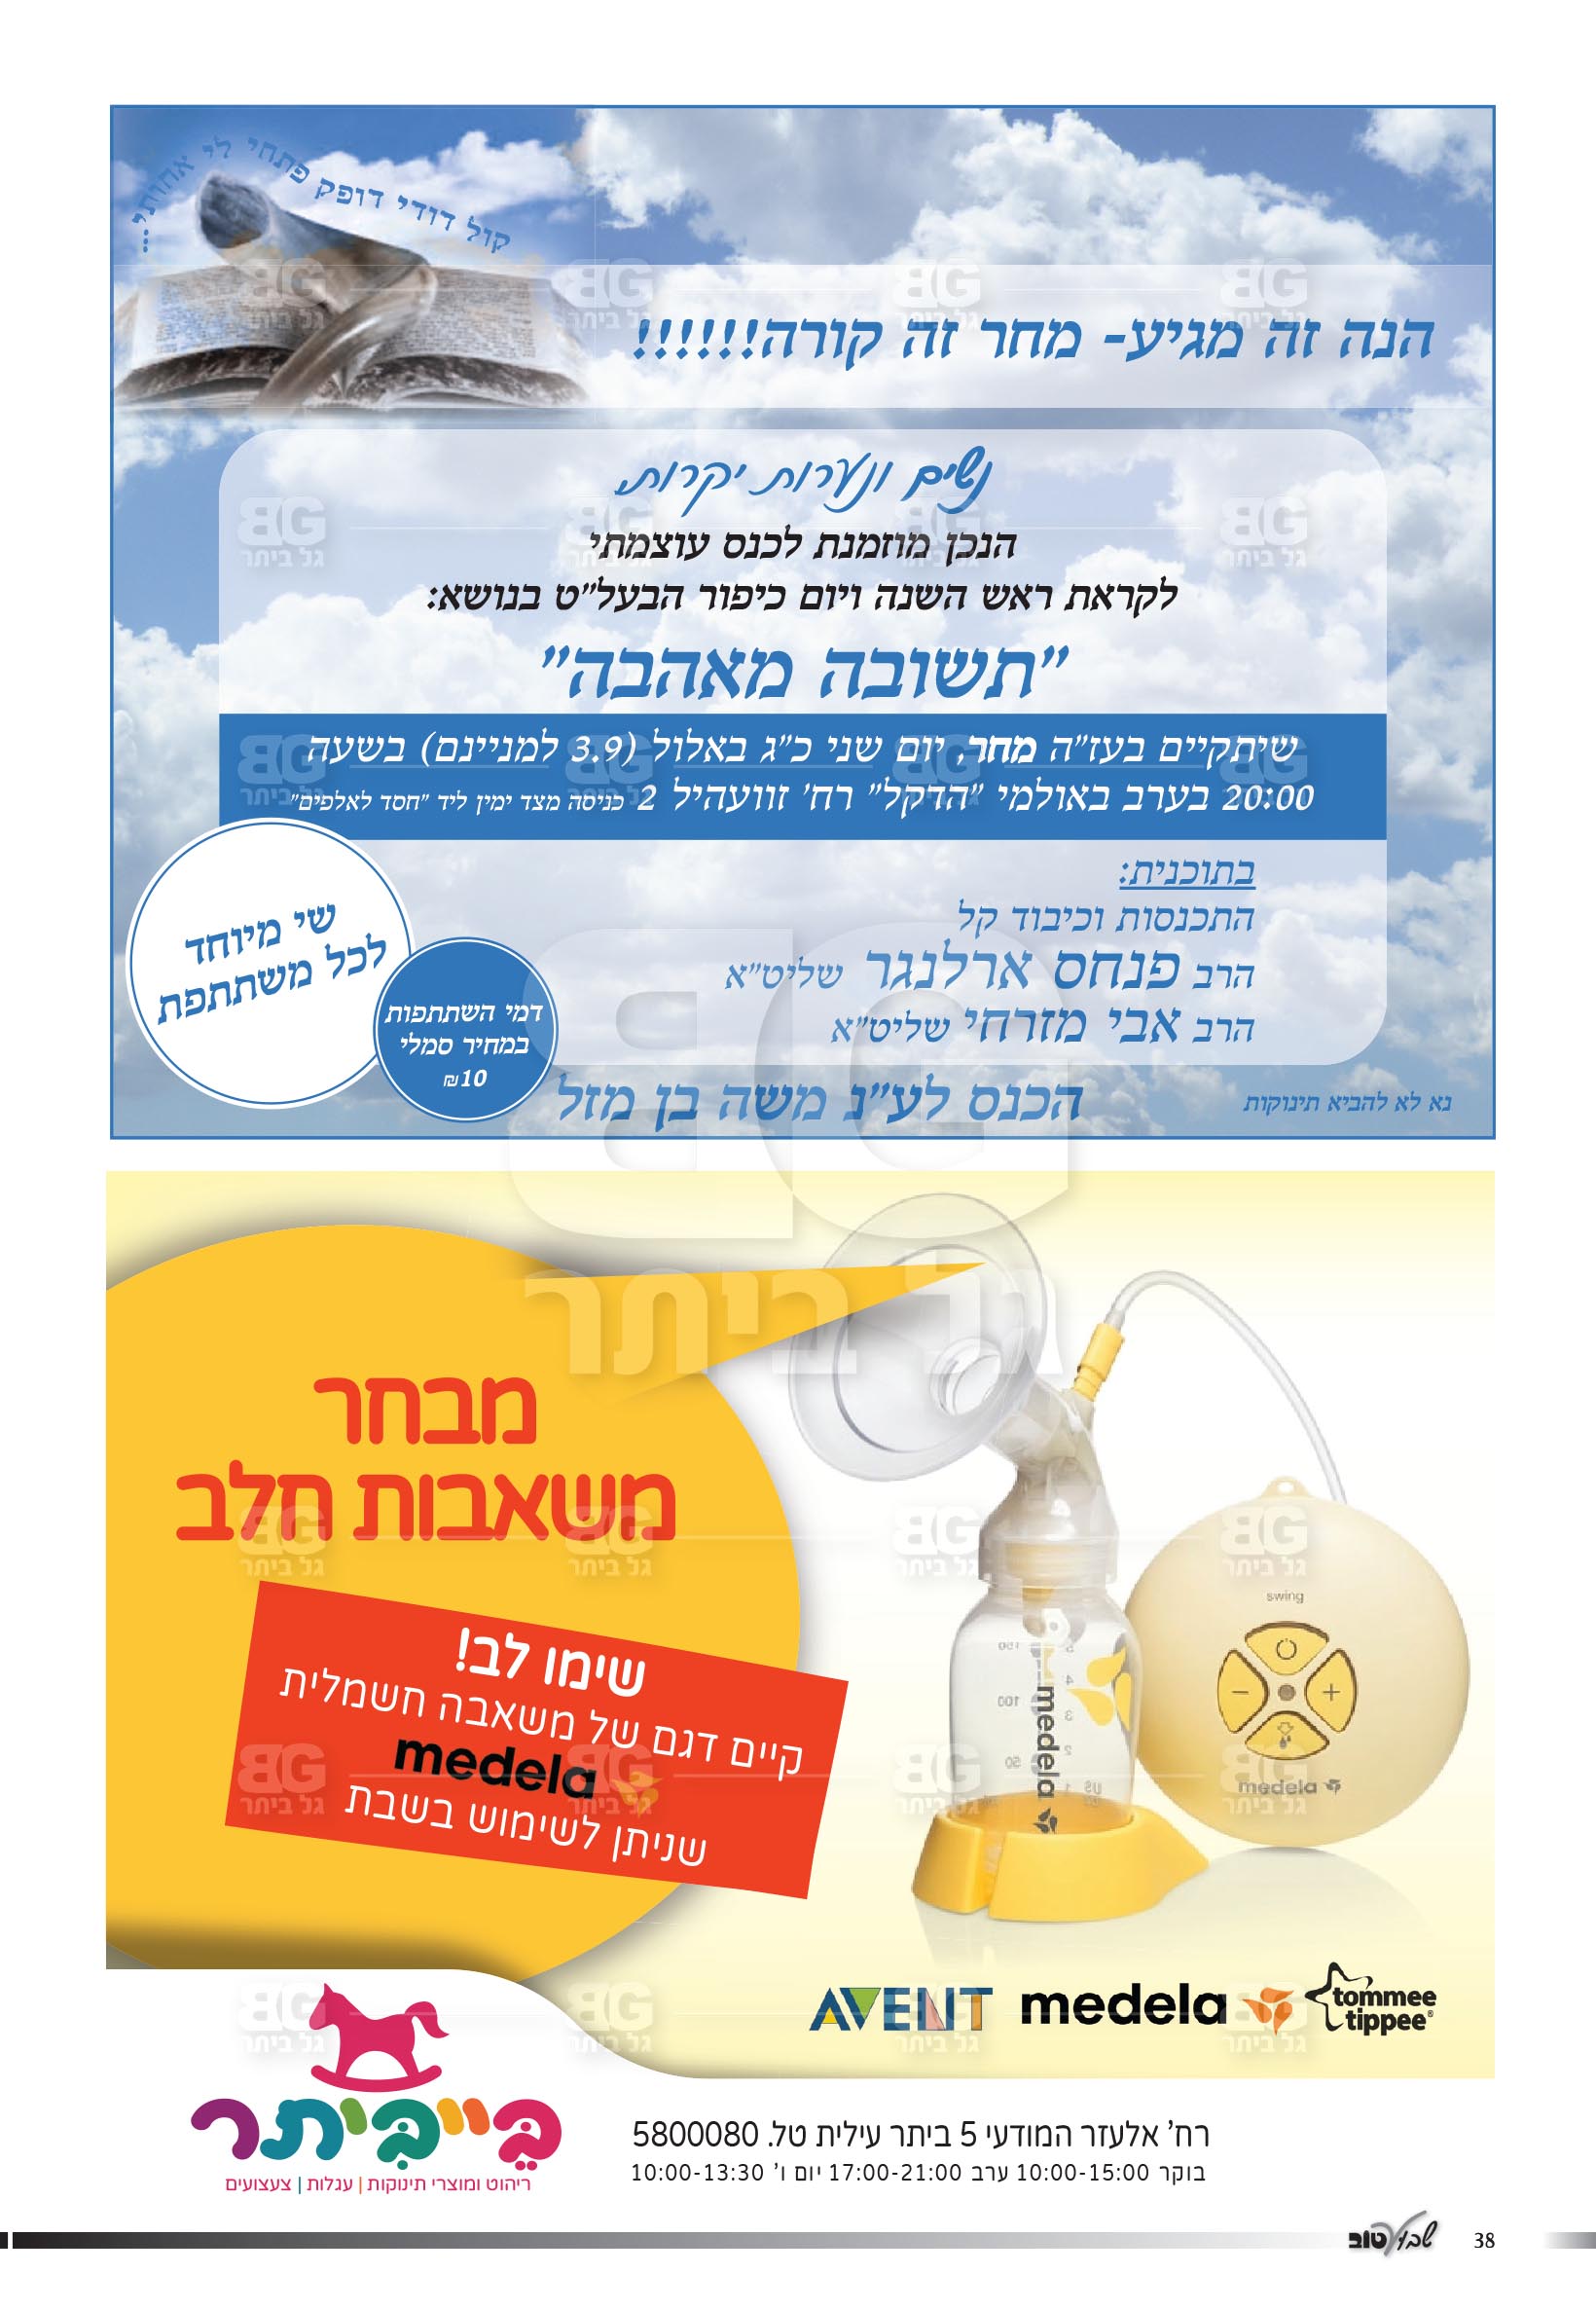 קול דודי דופק פתחי לי אחותי...
הנה זה מגיע- מחר זה קורה!!!!!!
נשים ונערות יקרות
הנכן מוזמנת לכנס עוצמתי
לקראת ראש השנה ויום כיפור הבעל"ט בנושא:
"תשובה מאהבה"
שיתקיים בעז"ה מחר, יום שני כ"ג באלול (3.9 למניינם) בשעה
20:00 בערב באולמי "הדקל" רח' זוועהיל 2 כניסה מצד ימין ליד "חסד לאלפים"
בתוכנית:
התכנסות וכיבוד קל
הרב פנחס ארלנגר שליט"א
הרב אבי מזרחי שליט"א
שי מיוחד
לכל משתתפת
דמי השתתפות
במחיר סמלי
10₪
הכנס לע"נ משה בן מזל
נא לא להביא תינוקות
BG
גל ביתר
מבחר
משאבות חלב
שימו לב!
קיים דגם של משאבה חשמלית
medela
שניתן לשימוש בשבת
swing
medela
medela
150
100
50
AVENT
medela
tommee
tippee®
בייביתר
ריהוט ומוצרי תינוקות | עגלות | צעצועים
רח' אלעזר המודעי 5 ביתר עילית טל. 5800080
בוקר 10:00-15:00 ערב 17:00-21:00 יום ו' 10:00-13:30
שבוע טוב
38